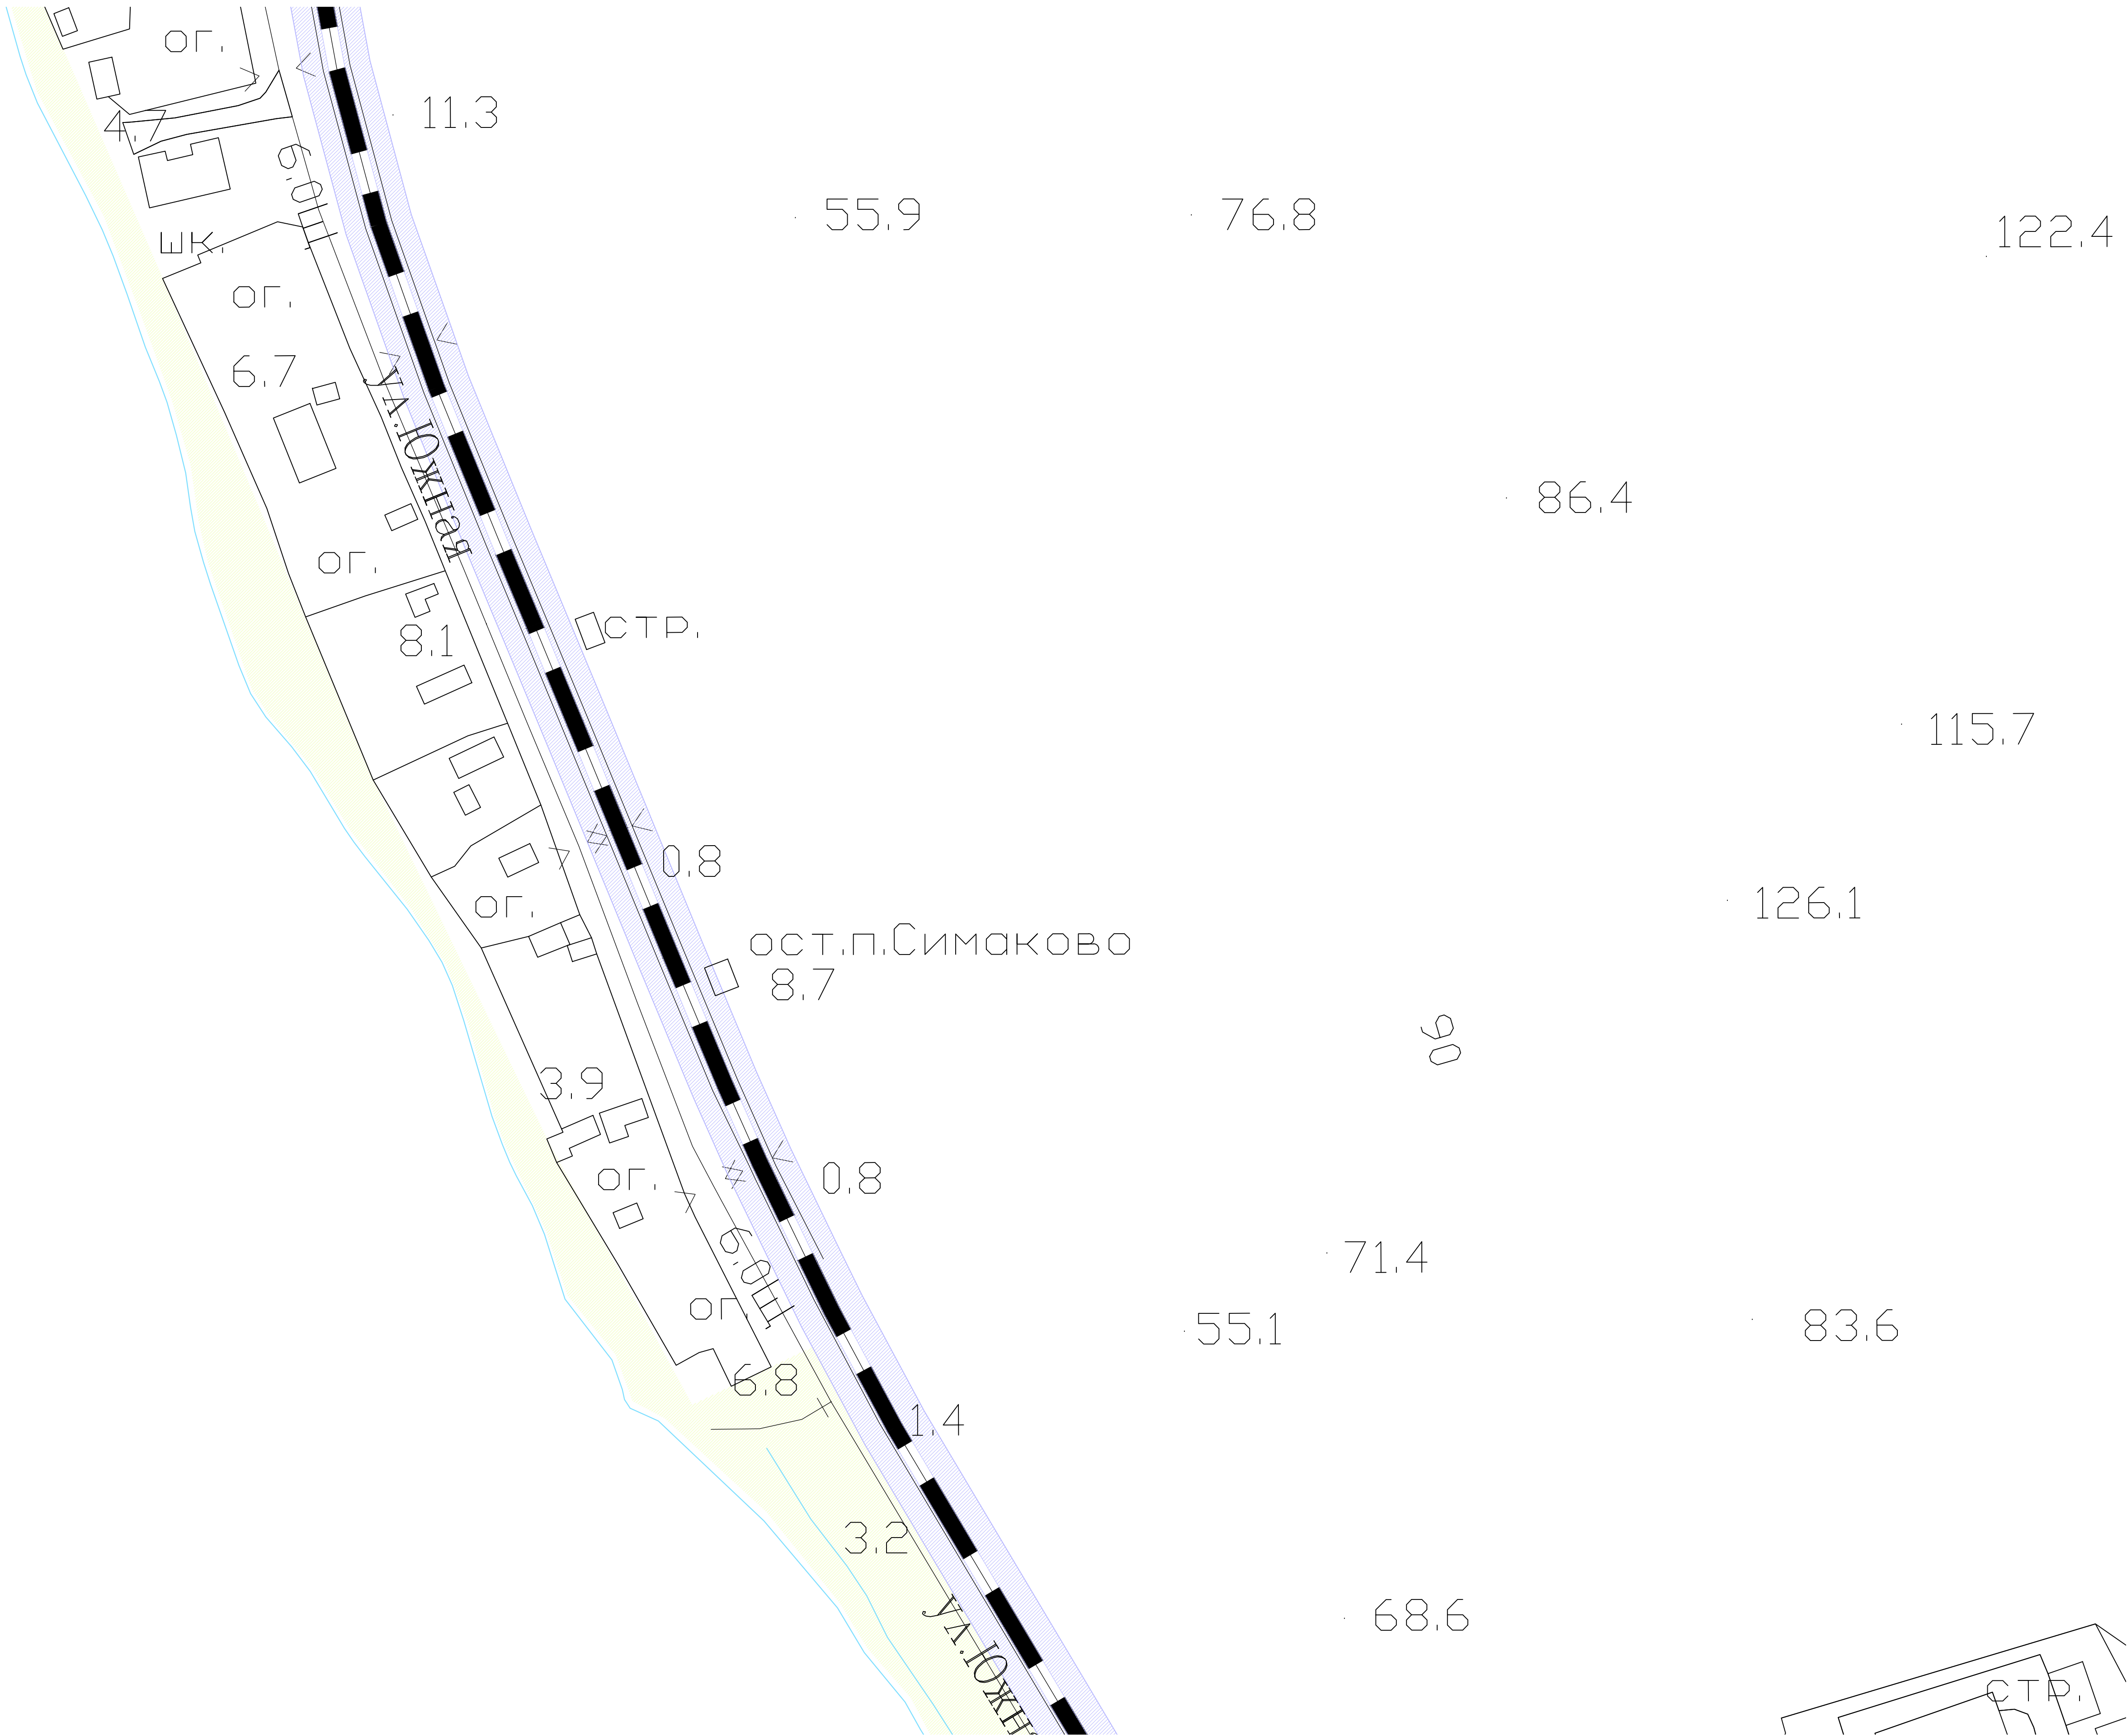 ог.
11.3
4.7
6.0Щ
55.9
76.8
122.4
шк.
ог.
6.7
ул.Южная
86.4
ог.
стр.
8.1
115.7
0.8
126.1
ог.
ост.п.Симаково
8.7
90
3.9
ог.
0.8
6.0Щ
71.4
ог.
55.1
83.6
6.8
1.4
3.2
68.6
ул.Южн
стр.